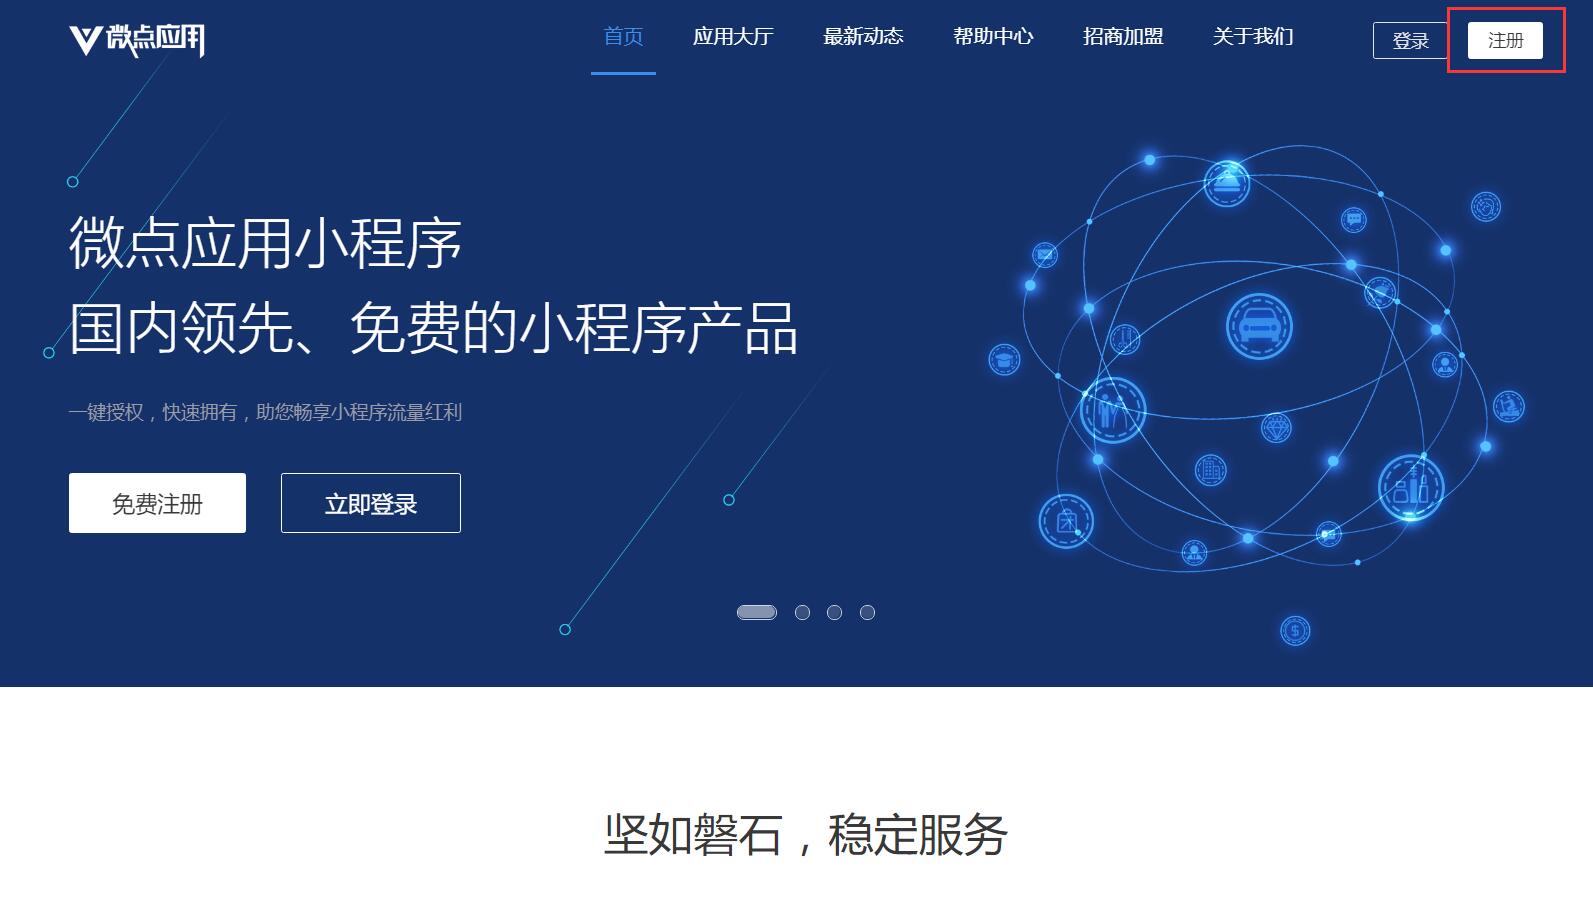 微点应用
首页 应用大厅 最新动态 帮助中心 招商加盟 关于我们 登录 注册
微点应用小程序
国内领先、免费的小程序产品
一键授权，快速拥有，助您畅享小程序流量红利
免费注册 立即登录
坚如磐石，稳定服务